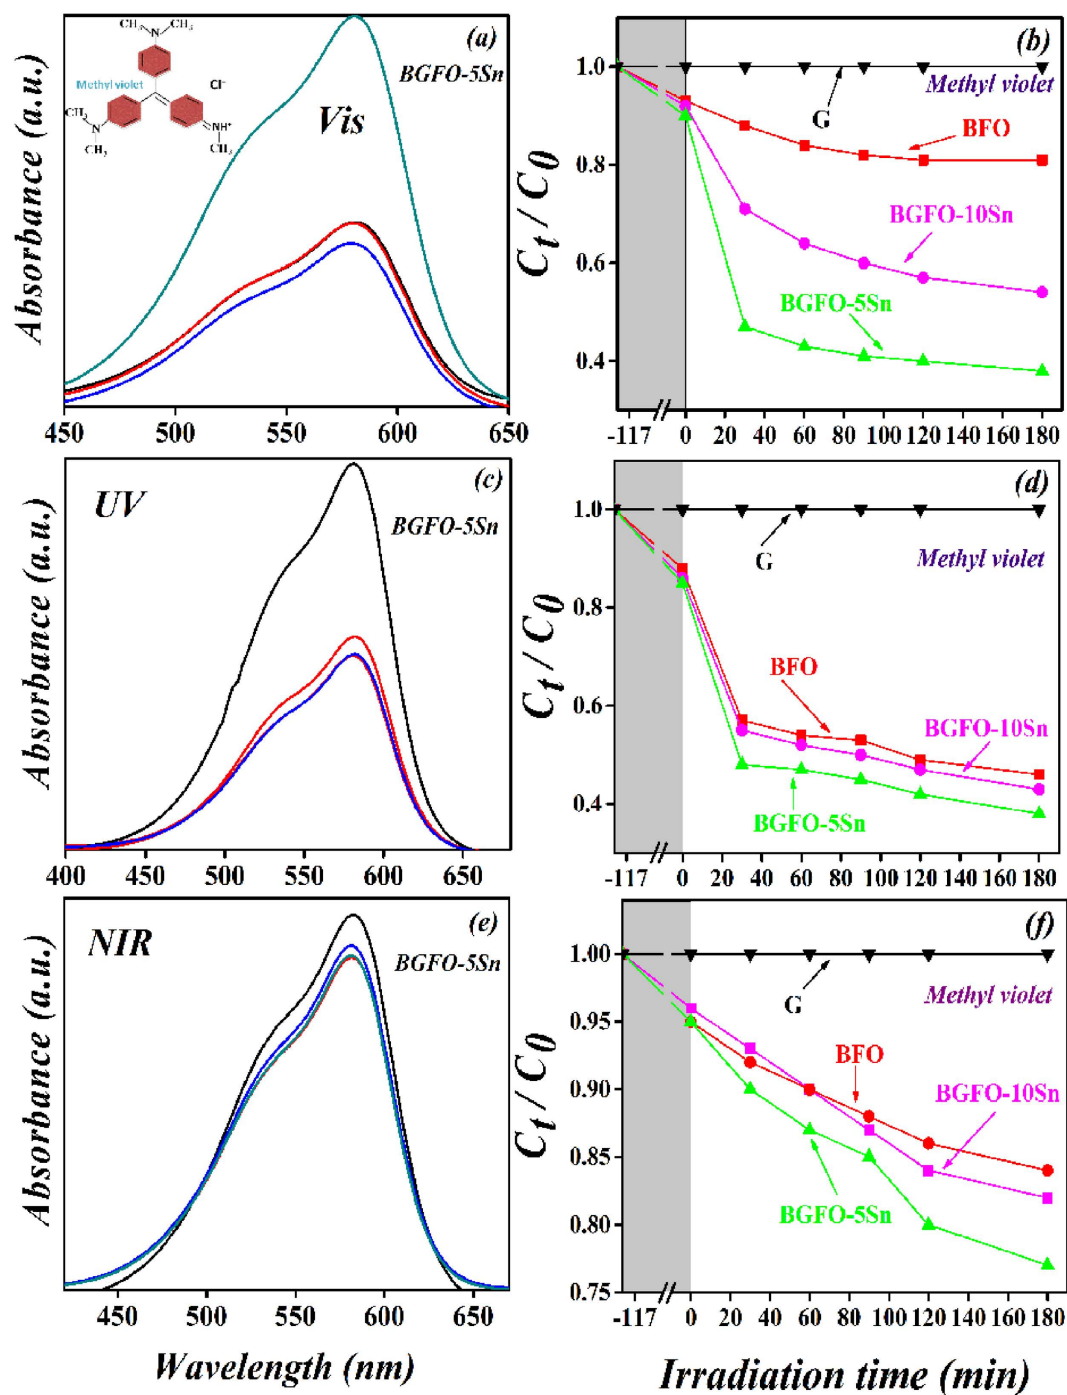 Absorbance (a.u.)
CH₃ CH₃
N
Methyl violet
Cl⁻
CH₃
N
CH₃
NH⁺
CH₃
(a)
BGFO-5Sn
Vis
450 500 550 600 650
Cₜ / C₀
(b)
1.0
0.8
0.6
0.4
Methyl violet
G
BFO
BGFO-10Sn
BGFO-5Sn
-117 0 20 40 60 80 100 120 140 160 180
Absorbance (a.u.)
UV
(c)
BGFO-5Sn
400 450 500 550 600 650
Cₜ / C₀
(d)
1.0
0.8
0.6
0.4
G
Methyl violet
BFO
BGFO-10Sn
BGFO-5Sn
-117 0 20 40 60 80 100 120 140 160 180
Absorbance (a.u.)
NIR
(e)
BGFO-5Sn
450 500 550 600 650
Wavelength (nm)
Cₜ / C₀
(f)
1.00
0.95
0.90
0.85
0.80
0.75
G
Methyl violet
BFO
BGFO-10Sn
BGFO-5Sn
-117 0 20 40 60 80 100 120 140 160 180
Irradiation time (min)